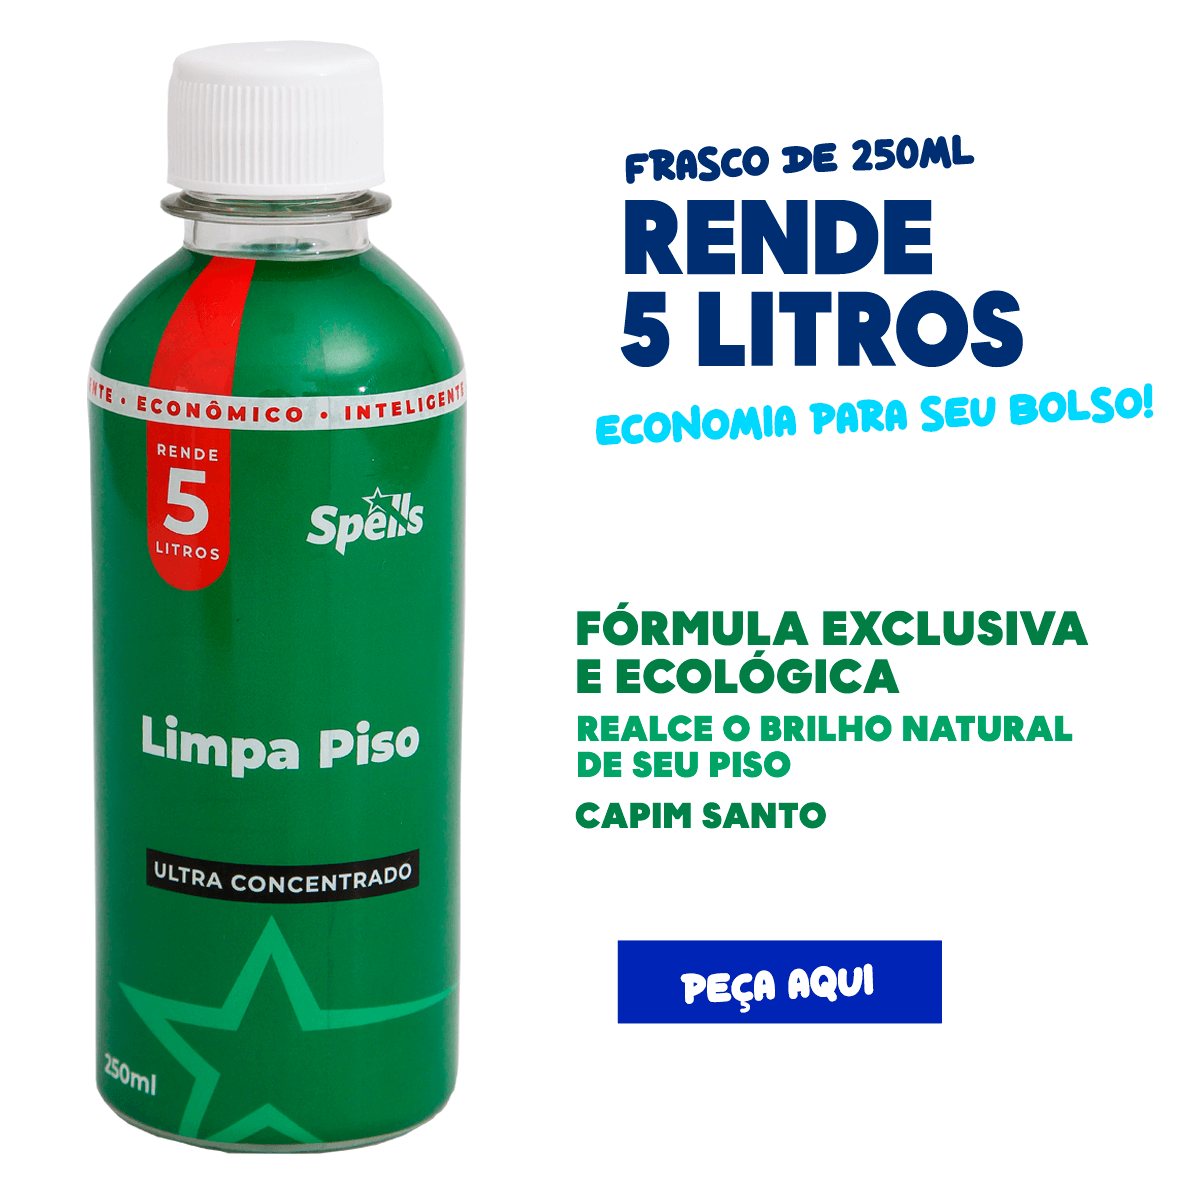 ECONÔMICO • INTELIGENTE
RENDE
5
LITROS
Spells
Limpa Piso
ULTRA CONCENTRADO
250ml
FRASCO DE 250ML
RENDE
5 LITROS
ECONOMIA PARA SEU BOLSO!
FÓRMULA EXCLUSIVA
E ECOLÓGICA
REALCE O BRILHO NATURAL
DE SEU PISO
CAPIM SANTO
PEÇA AQUI